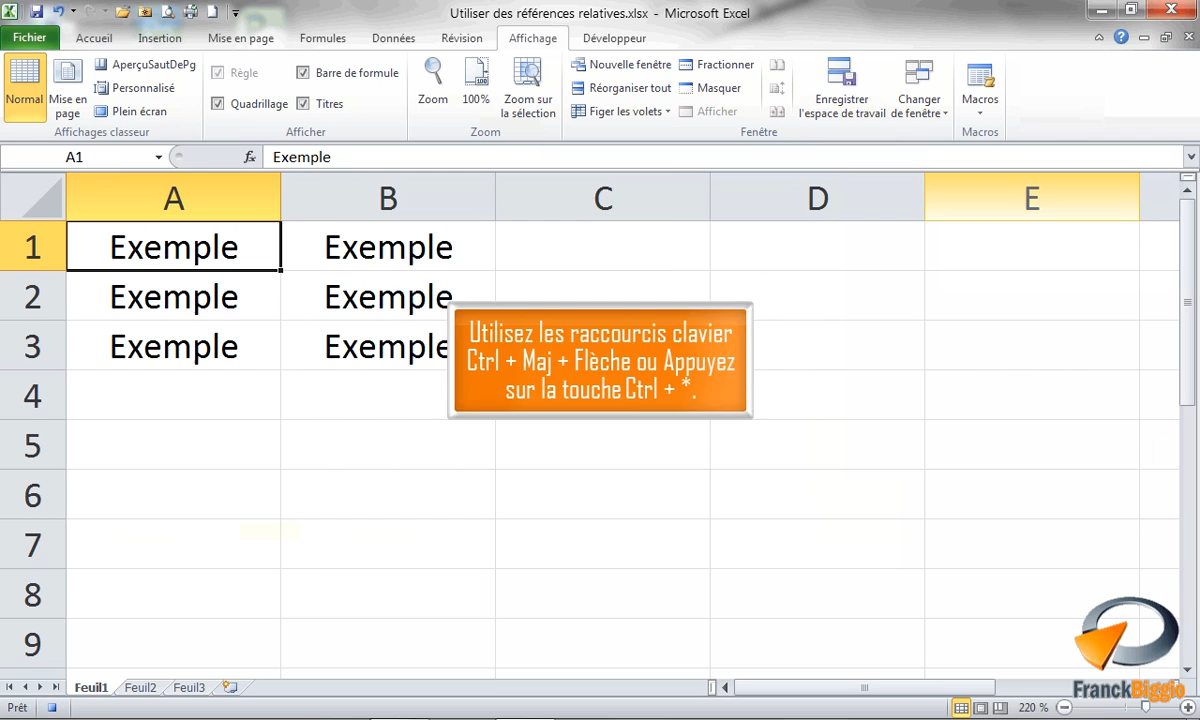 Utiliser des références relatives.xlsx - Microsoft Excel
Fichier Accueil Insertion Mise en page Formules Données Révision Affichage Développeur
Normal
Mise en page
AperçuSautDePg
Personnalisé
Plein écran
Affichages classeur
Règle
Barre de formule
Quadrillage
Titres
Afficher
Zoom
100%
Zoom sur la sélection
Zoom
Nouvelle fenêtre
Réorganiser tout
Figer les volets
Fractionner
Masquer
Afficher
Enregistrer l'espace de travail
Changer de fenêtre
Fenêtre
Macros
Macros
A1 fx Exemple
A B C D E
1 Exemple Exemple
2 Exemple Exemple
3 Exemple Exemple
4
5
6
7
8
9
Utilisez les raccourcis clavier
Ctrl + Maj + Flèche ou Appuyez
sur la touche Ctrl + *.
FranckBiggio
Feuil1 Feuil2 Feuil3
Prêt 220 %